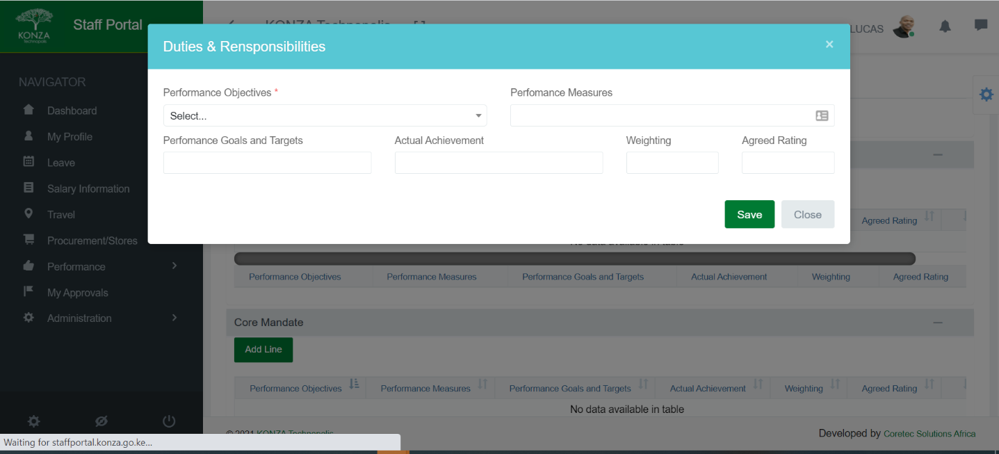 KONZA
Technopolis
Staff Portal
KONZA Technopolis
LUCAS
Duties & Rensponsibilities
×
NAVIGATOR
Dashboard
My Profile
Leave
Salary Information
Travel
Procurement/Stores
Performance
My Approvals
Administration
Performance Objectives *
Perfomance Measures
Select...
Perfomance Goals and Targets
Actual Achievement
Weighting
Agreed Rating
Save
Close
Agreed Rating
No data available in table
Performance Objectives
Performance Measures
Performance Goals and Targets
Actual Achievement
Weighting
Agreed Rating
Core Mandate
Add Line
Performance Objectives
Performance Measures
Performance Goals and Targets
Actual Achievement
Weighting
Agreed Rating
No data available in table
© 2021 KONZA Technopolis
Developed by Coretec Solutions Africa
Waiting for staffportal.konza.go.ke...